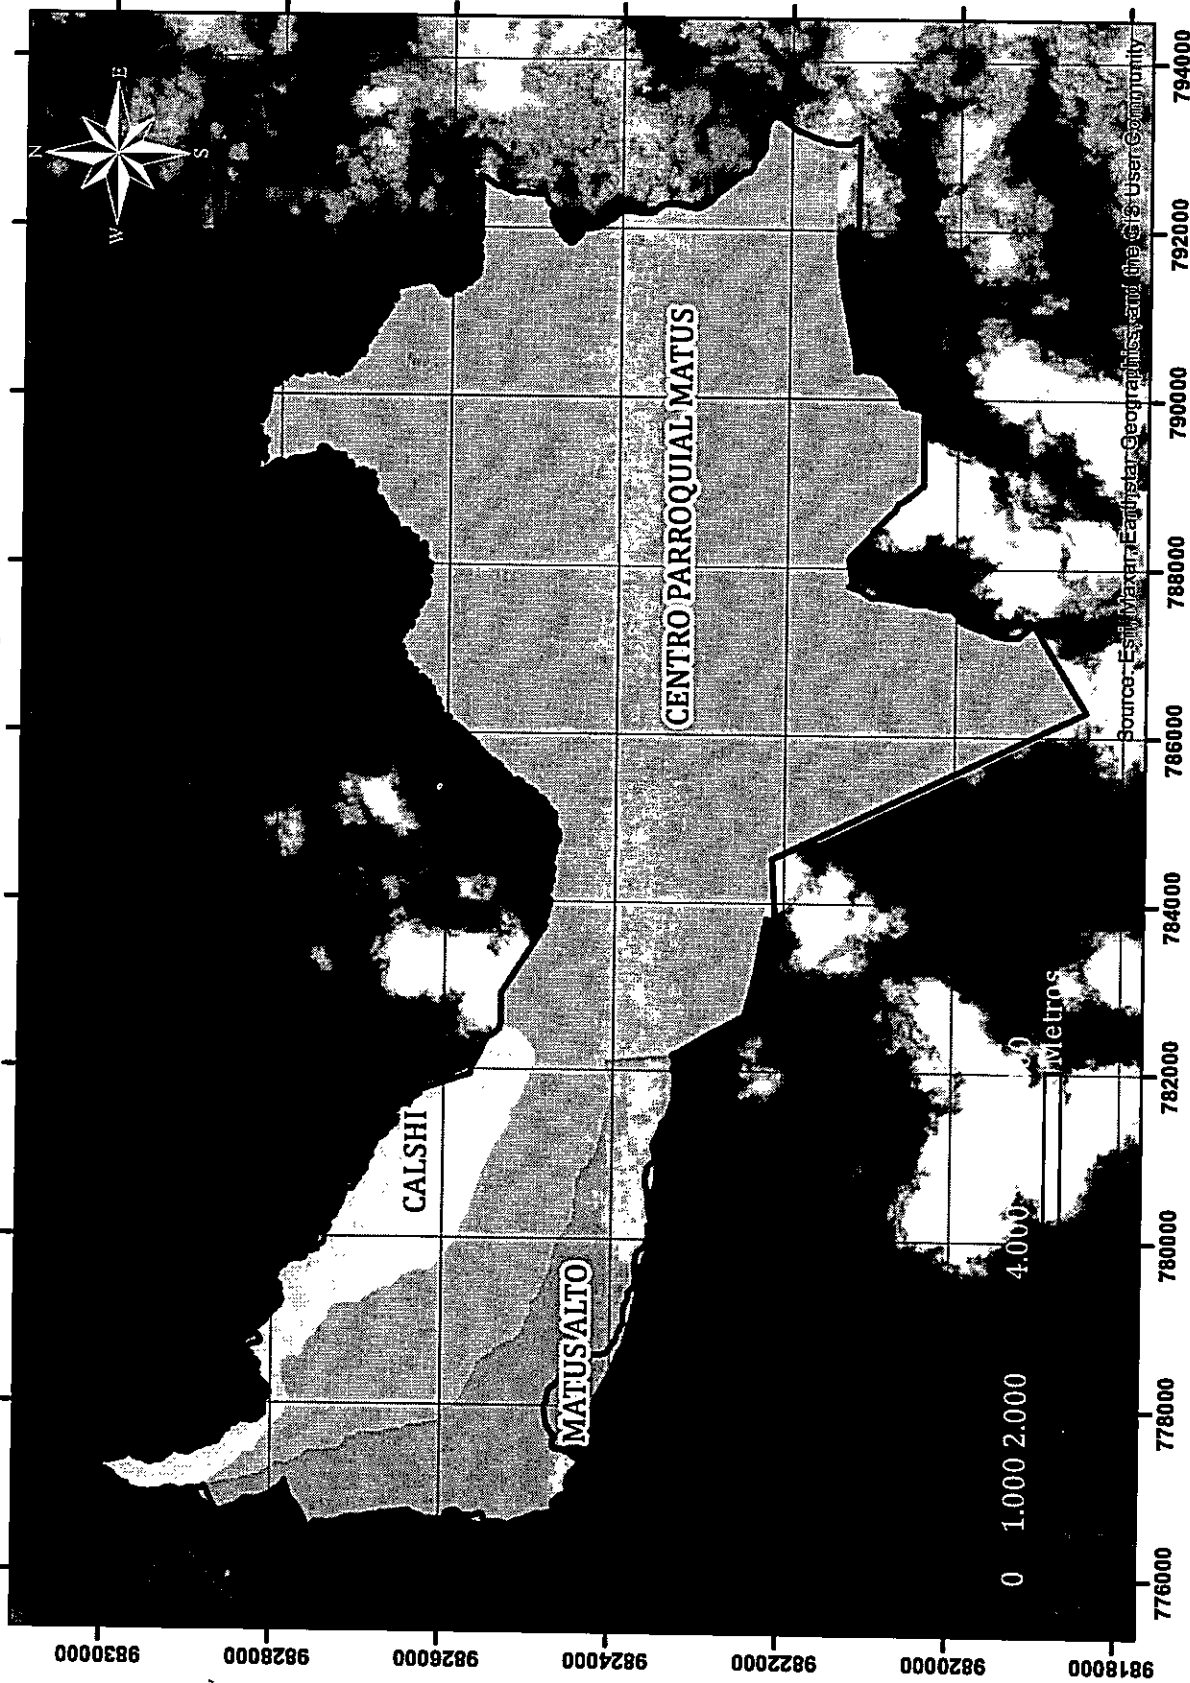 N
W
E
S
CALSHI
CENTRO PARROQUIAL MATUS
MATUS ALTO
0 1.000 2.000 4.000
Metros
Source: Esri, Maxar, Earthstar Geographics, and the GIS User Community
776000 778000 780000 782000 784000 786000 788000 790000 792000 794000
9830000
9828000
9826000
9824000
9822000
9820000
9818000